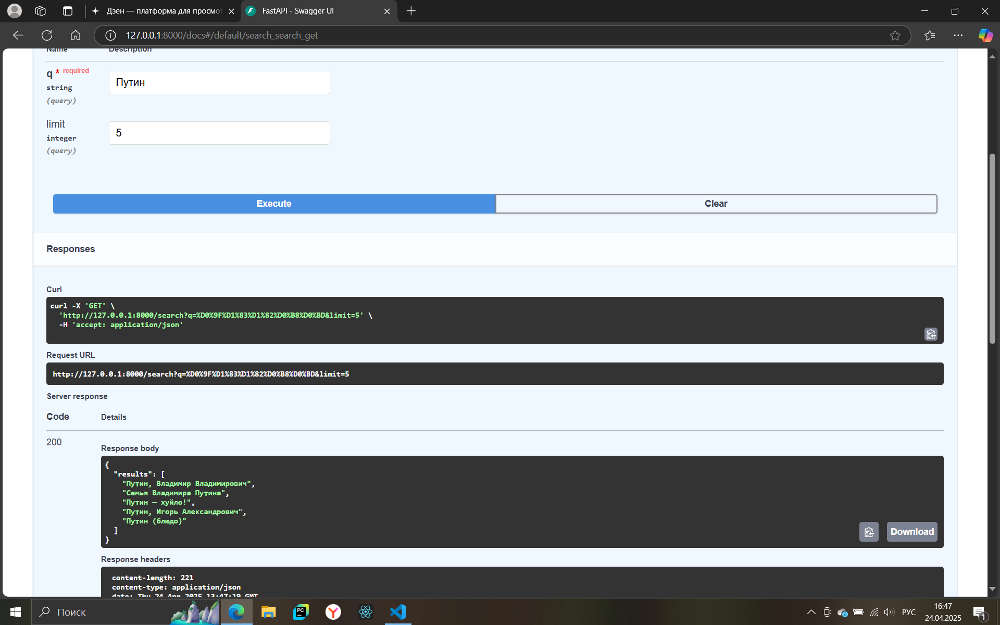 Дзен — платформа для просмот
FastAPI - Swagger UI
127.0.0.1:8000/docs#/default/search_search_get
Name Description
q * required
string
(query)
Путин
limit
integer
(query)
5
Execute
Clear
Responses
Curl
curl -X 'GET' \
'http://127.0.0.1:8000/search?q=%D0%9F%D1%83%D1%82%D0%B8%D0%BD&limit=5' \
-H 'accept: application/json'
Request URL
http://127.0.0.1:8000/search?q=%D0%9F%D1%83%D1%82%D0%B8%D0%BD&limit=5
Server response
Code Details
200
Response body
{
"results": [
"Путин, Владимир Владимирович",
"Семья Владимира Путина",
"Путин — хуйло!",
"Путин, Игорь Александрович",
"Путин (блюдо)"
]
}
Download
Response headers
content-length: 221
content-type: application/json
date: Thu,24 Apr 2025 13:47:19 GMT
Поиск
PC
РУС
16:47
24.04.2025
1